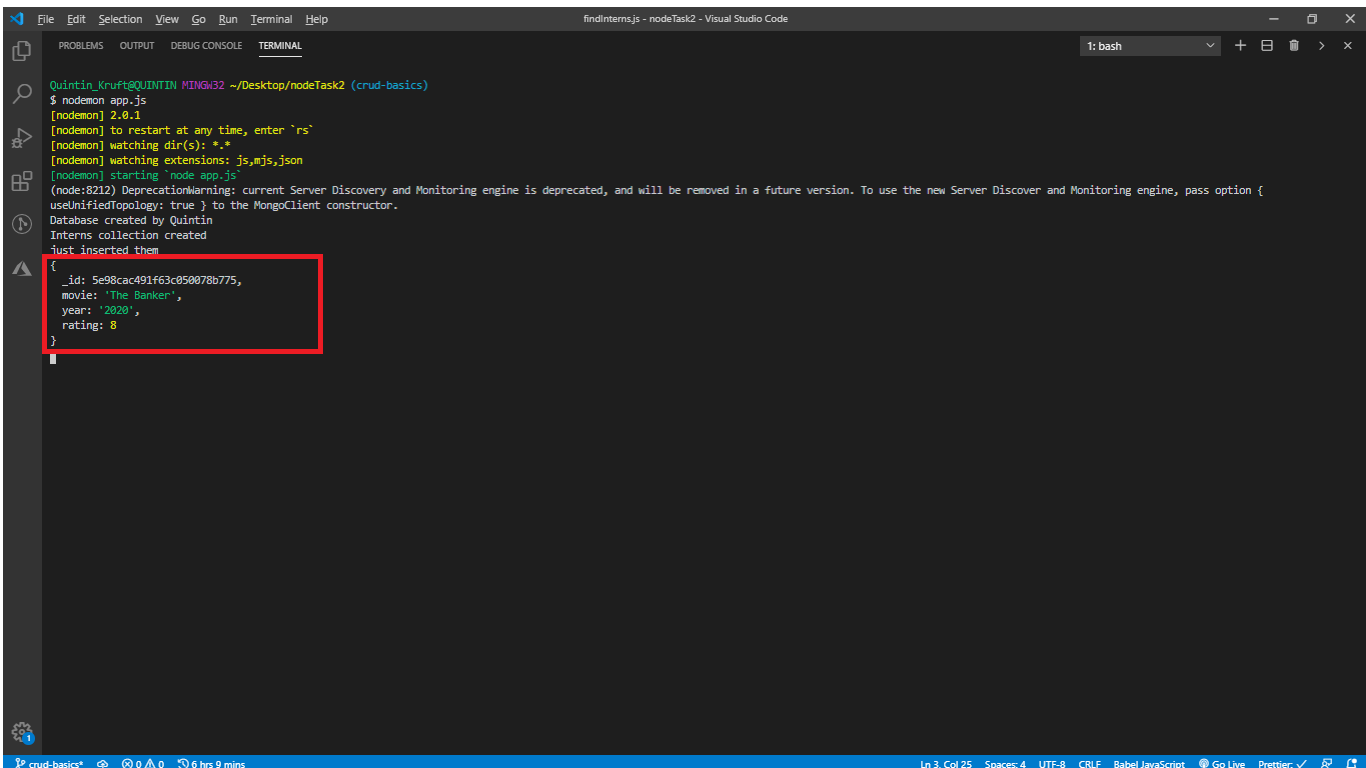 File Edit Selection View Go Run Terminal Help findInterns.js - nodeTask2 - Visual Studio Code
PROBLEMS OUTPUT DEBUG CONSOLE TERMINAL 1: bash
Quintin_Kruft@QUINTIN MINGW32 ~/Desktop/nodeTask2 (crud-basics)
$ nodemon app.js
[nodemon] 2.0.1
[nodemon] to restart at any time, enter `rs`
[nodemon] watching dir(s): *.*
[nodemon] watching extensions: js,mjs,json
[nodemon] starting `node app.js`
(node:8212) DeprecationWarning: current Server Discovery and Monitoring engine is deprecated, and will be removed in a future version. To use the new Server Discover and Monitoring engine, pass option {
useUnifiedTopology: true } to the MongoClient constructor.
Database created by Quintin
Interns collection created
just inserted them
{
  _id: 5e98cac491f63c050078b775,
  movie: 'The Banker',
  year: '2020',
  rating: 8
}
1
crud-basics* 0 0 6 hrs 9 mins Ln 3, Col 25 Spaces: 4 UTF-8 CRLF Babel JavaScript Go Live Prettier: ✓